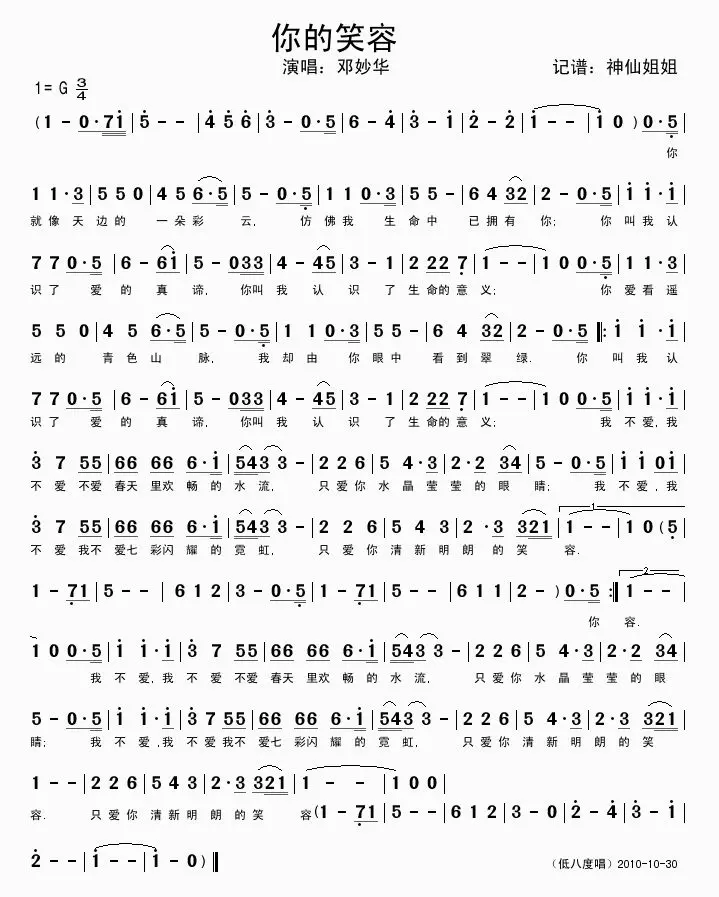 你的笑容
演唱：邓妙华 记谱：神仙姐姐
1= G 3/4
(1 - 0·7i | 5 - - | 4 5 6 | 3 - 0·5 | 6 - 4 | 3 - 1 | 2 - 2 | 1 - - | 1 0 ) 0·5 |
你
1 1·3 | 5 5 0 | 4 5 6·5 | 5 - 0·5 | 1 1 0·3 | 5 5 - | 6 4 32 | 2 - 0·5 | i i·i |
就像天边的 一朵彩 云, 仿佛我 生命中 已拥有 你; 你叫我认
7 7 0·5 | 6 - 6i | 5 - 033 | 4 - 45 | 3 - 1 | 2 222 7 | 1 - - | 1 0 0·5 | 1 1·3 |
识了 爱的真 谛, 你叫我 认识 了生命的意义; 你爱看遥
5 5 0 | 4 5 6·5 | 5 - 0·5 | 1 1 0·3 | 5 5 - | 6 4 32 | 2 - 0·5 ‖: i i·i |
远的 青色山 脉, 我却由 你眼中 看到翠 绿. 你叫我认
7 7 0·5 | 6 - 6i | 5 - 033 | 4 - 45 | 3 - 1 | 2 222 7 | 1 - - | 1 0 0·5 | i i·i |
识了 爱的真 谛, 你叫我 认识 了生命的意义; 我不爱,我
3 7 55 | 66 66 6·i | 543 3 - | 2 2 6 | 5 4·3 | 2·2 34 | 5 - 0·5 | i i 0i |
不爱 不爱 春天 里欢 畅的水流, 只爱你水晶莹莹的眼 睛; 我不爱,我
3 7 55 | 66 66 6·i | 543 3 - | 2 2 6 | 5 4 3 | 2·3 321 | 1 - - | 1 0 (5 |
不爱我不爱七 彩闪 耀的霓虹, 只爱你清新明朗的笑 容.
1 - 71 | 5 - - | 6 1 2 | 3 - 0·5 | 1 - 71 | 5 - - | 6 1 1 | 2 - ) 0·5 :‖ 1 - - |
你 容.
1 0 0·5 | i i·i | 3 7 55 | 66 66 6·i | 543 3 - | 2 2 6 | 5 4·3 | 2·2 34 |
我不爱,我 不爱 不爱 春天 里欢 畅的水流, 只爱你水晶莹莹的眼
5 - 0·5 | i i·i | 3 7 55 | 66 66 6·i | 543 3 - | 2 2 6 | 5 4·3 | 2·3 321 |
睛; 我不爱,我 不爱我不爱七 彩闪 耀的霓虹, 只爱你清新明朗的笑
1 - - | 2 2 6 | 5 4 3 | 2·3 321 | 1 - - | 1 0 0 |
容. 只爱你清新明朗的笑 容 (1 - 71 | 5 - - | 6 1 2 | 3 - 0 | 2 - 4 | 3 - 1 |
2 - - | 1 - - | 1 - 0) ‖
（低八度唱）2010-10-30